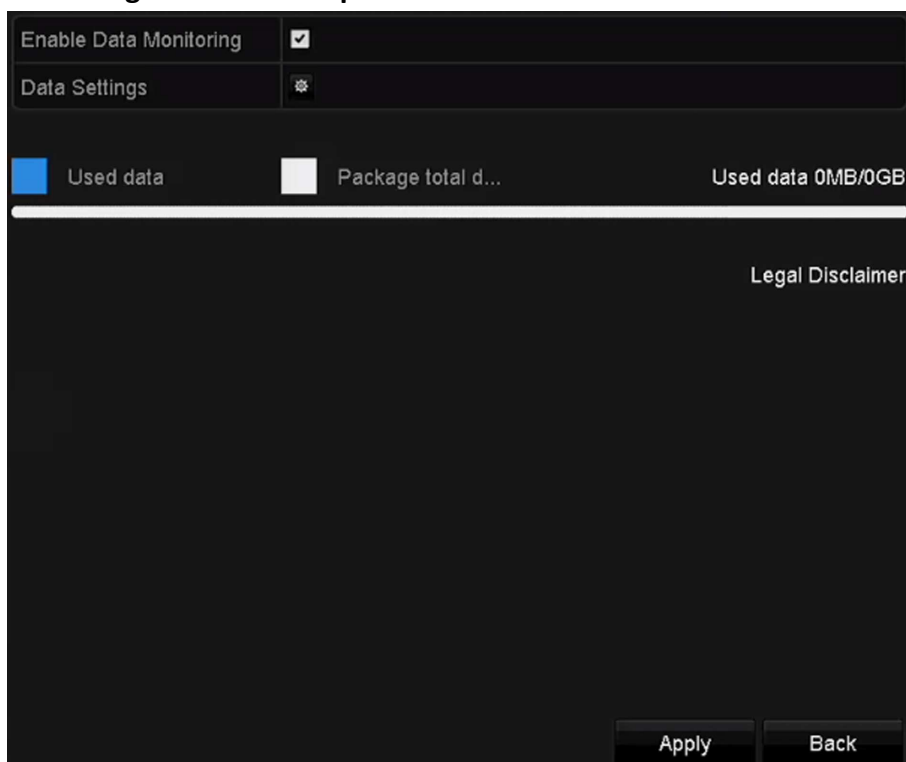 Enable Data Monitoring
Data Settings
Used data Package total d... Used data 0MB/0GB
Legal Disclaimer
Apply Back